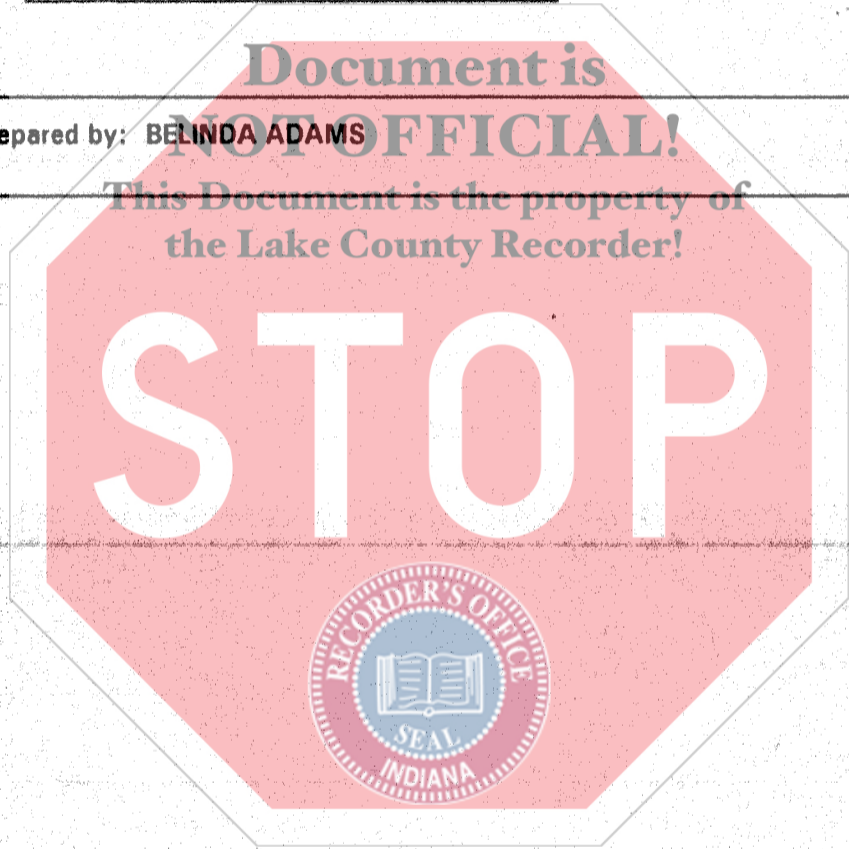 Document is
epared by: BELINDA ADAMS
NOT OFFICIAL!
This Document is the property of
the Lake County Recorder!
STOP
RECORDER'S OFFICE
SEAL
INDIANA